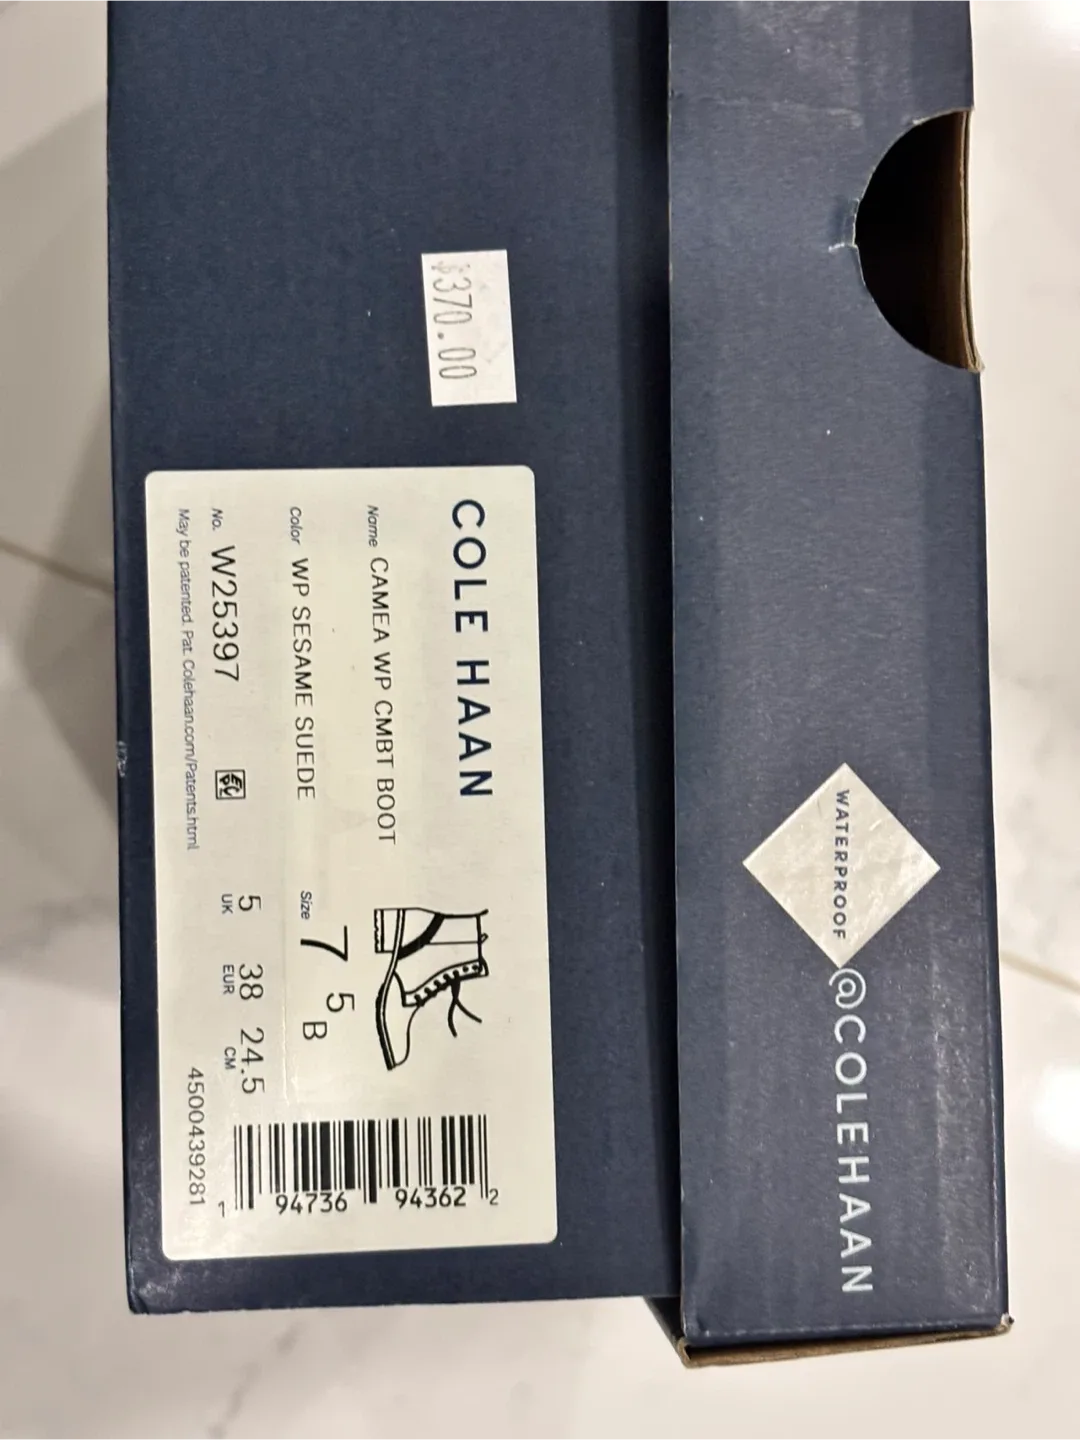 WATERPROOF
@COLEHAAN
$370.00
COLE HAAN
Name CAMEA WP CMBT BOOT
Color WP SESAME SUEDE
Size 7 5 B
No. W25397
5 UK 38 EUR 24.5 CM
May be patented. Pat. Colehaan.com/Patents.html
4500439281
1 94736 94362 2